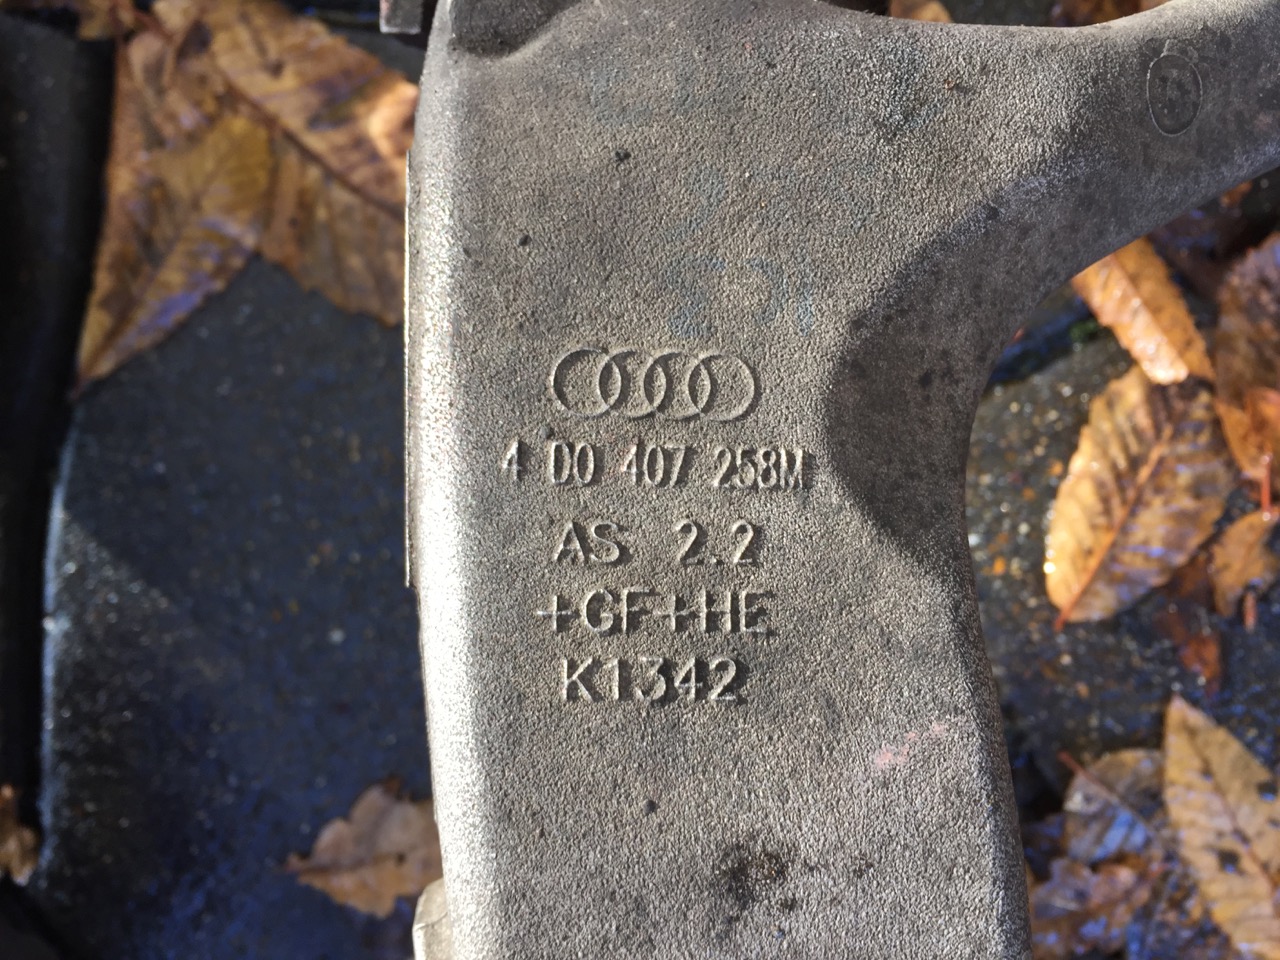 4 D0 407 258M
AS 2.2
+GF+HE
K1342